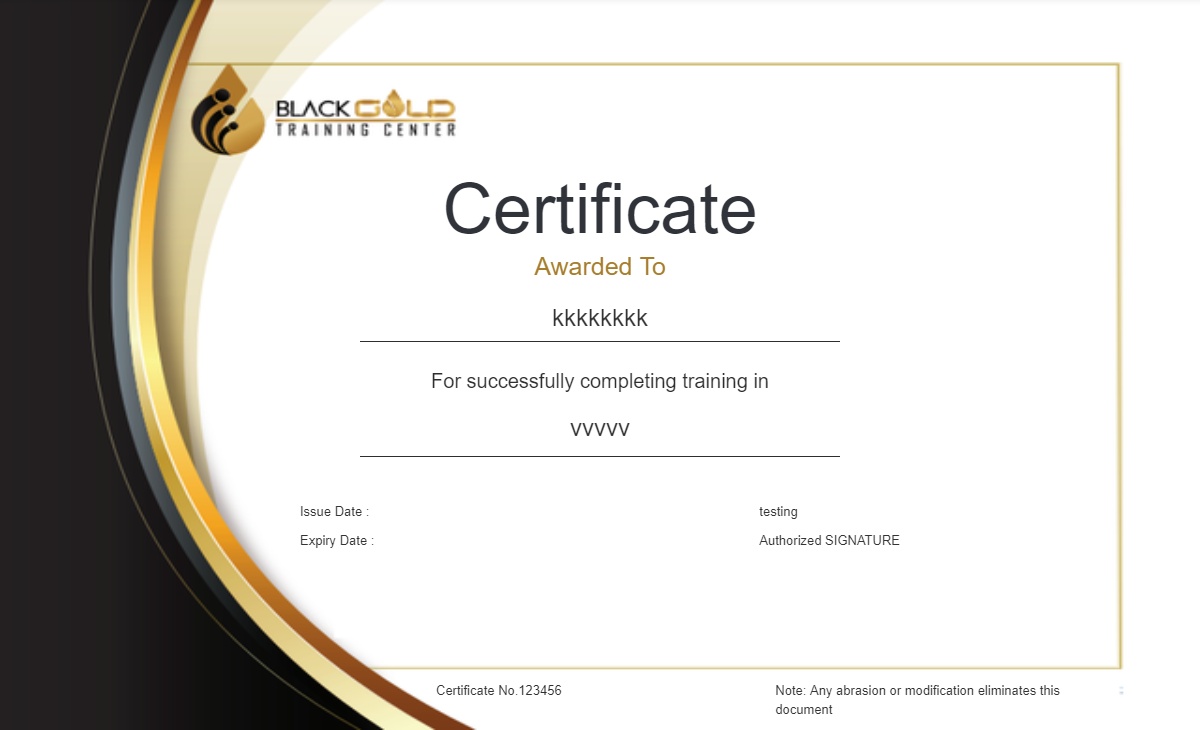 BLACK GOLD
TRAINING CENTER
Certificate
Awarded To
kkkkkkkk
For successfully completing training in
vvvvv
Issue Date :
testing
Expiry Date :
Authorized SIGNATURE
Certificate No.123456
Note: Any abrasion or modification eliminates this
document